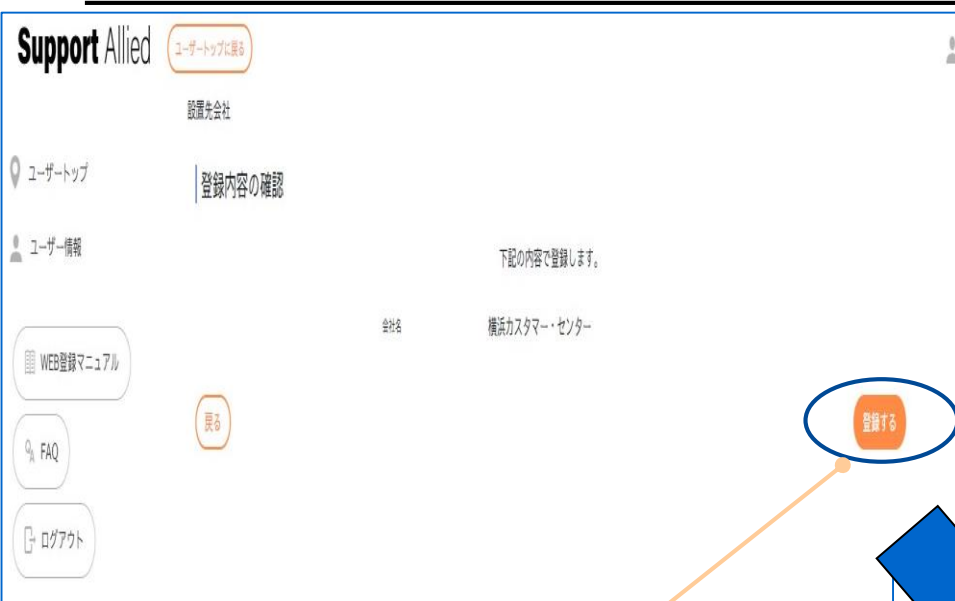 Support Allied
ユーザートップに戻る
設置先会社
ユーザートップ
登録内容の確認
ユーザー情報
下記の内容で登録します。
会社名 横浜カスタマー・センター
WEB登録マニュアル
戻る
登録する
FAQ
ログアウト